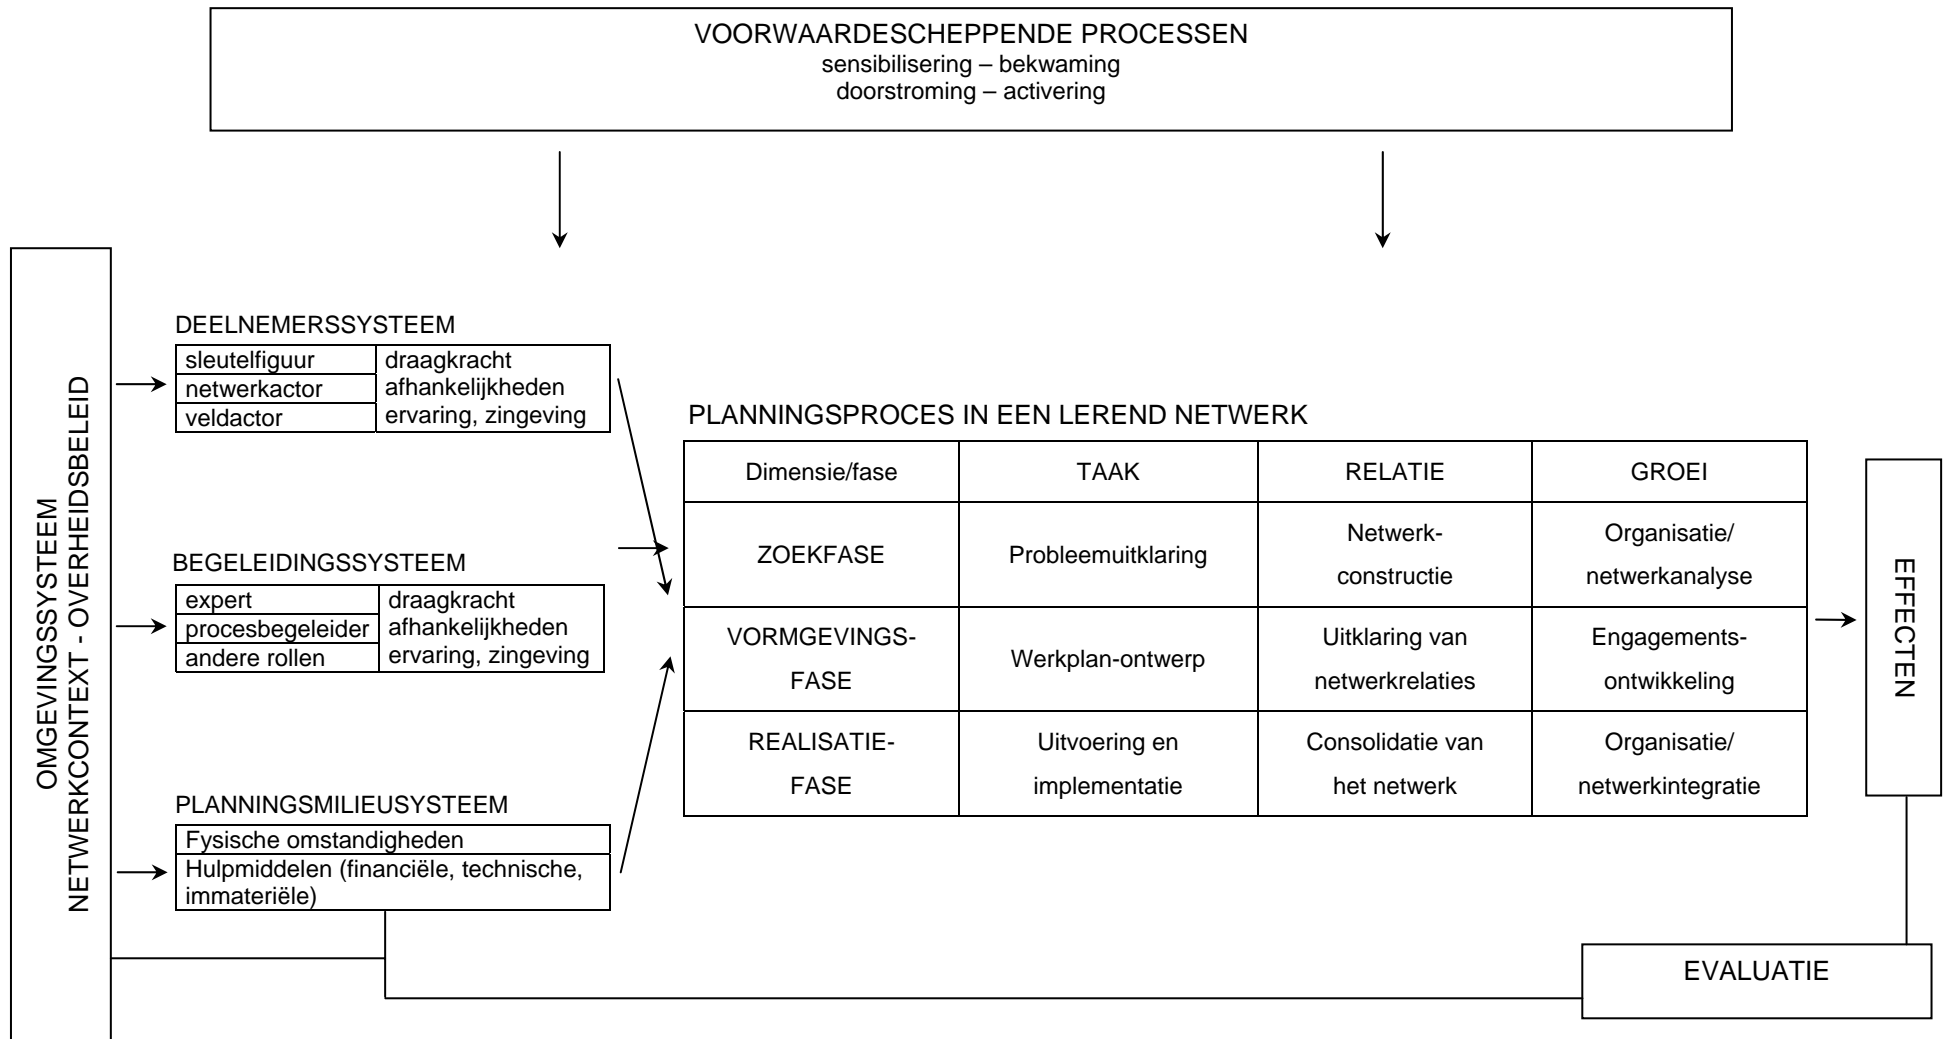 VOORWAARDESCHEPPENDE PROCESSEN
sensibilisering – bekwaming
doorstroming – activering
OMGEVINGSSYSTEEM
NETWERKCONTEXT - OVERHEIDSBELEID
DEELNEMERSSYSTEEM
sleutelfiguur draagkracht
netwerkactor afhankelijkheden
veldactor ervaring, zingeving
BEGELEIDINGSSYSTEEM
expert draagkracht
procesbegeleider afhankelijkheden
andere rollen ervaring, zingeving
PLANNINGSMILIEUSYSTEEM
Fysische omstandigheden
Hulpmiddelen (financiële, technische,
immateriële)
PLANNINGSPROCES IN EEN LEREND NETWERK
Dimensie/fase TAAK RELATIE GROEI
ZOEKFASE
Probleemuitklaring
Netwerk-
constructie
Organisatie/
netwerkanalyse
VORMGEVINGS-
FASE
Werkplan-ontwerp
Uitklaring van
netwerkrelaties
Engagements-
ontwikkeling
REALISATIE-
FASE
Uitvoering en
implementatie
Consolidatie van
het netwerk
Organisatie/
netwerkintegratie
EFFECTEN
EVALUATIE